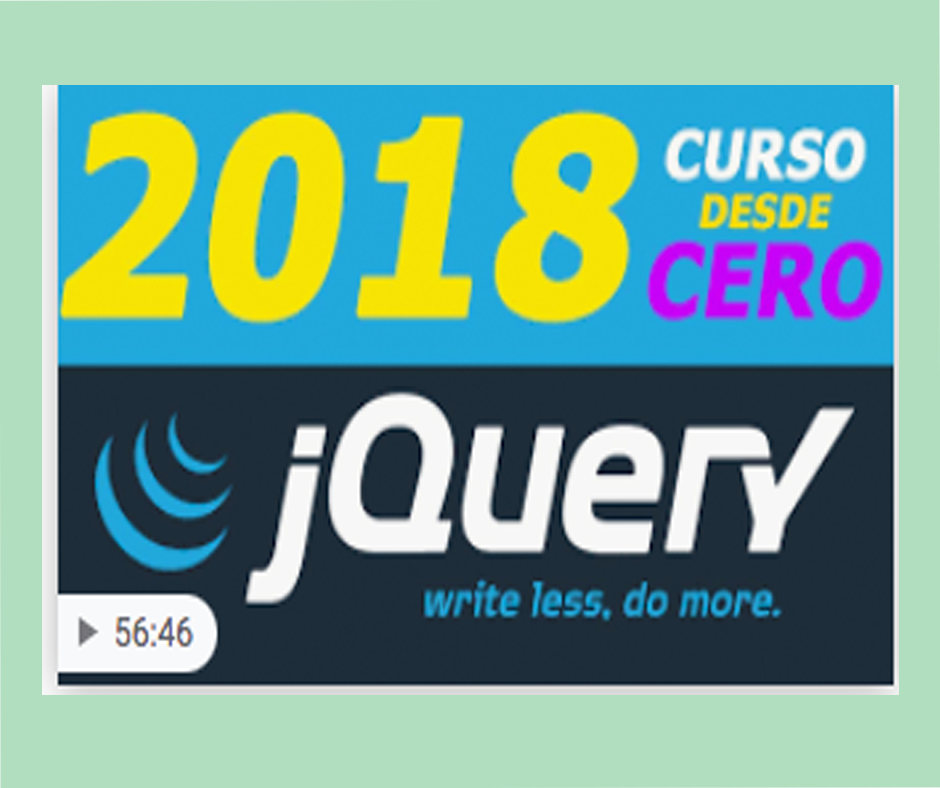 2018
CURSO
DESDE
CERO
jQuery
write less, do more.
56:46